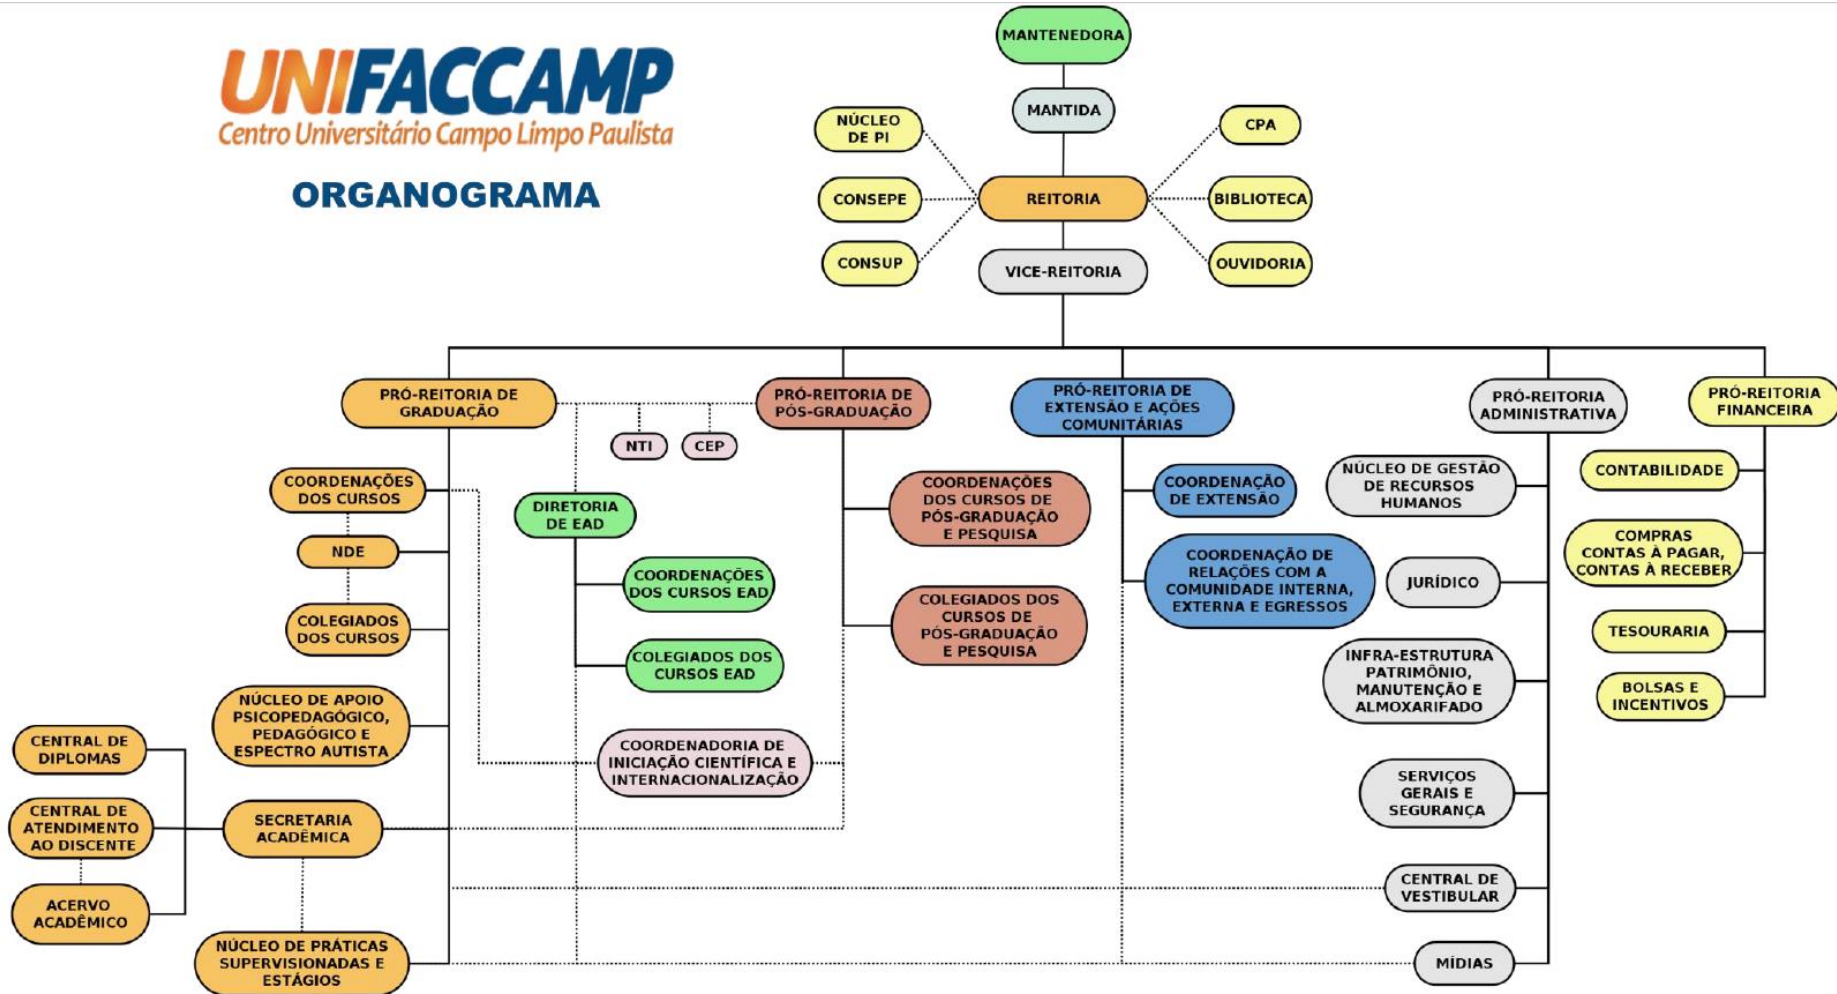 UNIFACCAMP
Centro Universitário Campo Limpo Paulista
ORGANOGRAMA
MANTENEDORA
MANTIDA
NÚCLEO
DE PI
CPA
CONSEPE
REITORIA
BIBLIOTECA
CONSUP
VICE-REITORIA
OUVIDORIA
PRÓ-REITORIA DE
GRADUAÇÃO
PRÓ-REITORIA DE
PÓS-GRADUAÇÃO
PRÓ-REITORIA DE
EXTENSÃO E AÇÕES
COMUNITÁRIAS
PRÓ-REITORIA
ADMINISTRATIVA
PRÓ-REITORIA
FINANCEIRA
NTI
CEP
COORDENAÇÕES
DOS CURSOS
NDE
COLEGIADOS
DOS CURSOS
NÚCLEO DE APOIO
PSICOPEDAGÓGICO,
PEDAGÓGICO E
ESPECTRO AUTISTA
SECRETARIA
ACADÊMICA
CENTRAL DE
DIPLOMAS
CENTRAL DE
ATENDIMENTO
AO DISCENTE
ACERVO
ACADÊMICO
NÚCLEO DE PRÁTICAS
SUPERVISIONADAS E
ESTÁGIOS
DIRETORIA
DE EAD
COORDENAÇÕES
DOS CURSOS EAD
COLEGIADOS DOS
CURSOS EAD
COORDENADORIA DE
INICIAÇÃO CIENTÍFICA E
INTERNACIONALIZAÇÃO
COORDENAÇÕES
DOS CURSOS DE
PÓS-GRADUAÇÃO
E PESQUISA
COLEGIADOS DOS
CURSOS DE
PÓS-GRADUAÇÃO
E PESQUISA
COORDENAÇÃO
DE EXTENSÃO
COORDENAÇÃO DE
RELAÇÕES COM A
COMUNIDADE INTERNA,
EXTERNA E EGRESSOS
NÚCLEO DE GESTÃO
DE RECURSOS
HUMANOS
JURÍDICO
INFRA-ESTRUTURA
PATRIMÔNIO,
MANUTENÇÃO E
ALMOXARIFADO
SERVIÇOS
GERAIS E
SEGURANÇA
CENTRAL DE
VESTIBULAR
MÍDIAS
CONTABILIDADE
COMPRAS
CONTAS À PAGAR,
CONTAS À RECEBER
TESOURARIA
BOLSAS E
INCENTIVOS